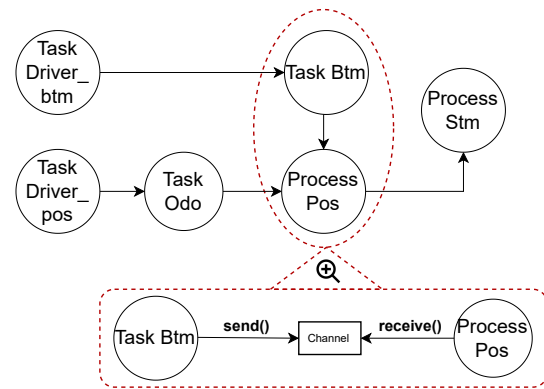 Task
Driver_
btm
Task Btm
Process
Stm
Task
Driver_
pos
Task
Odo
Process
Pos
Task Btm
send()
Channel
receive()
Process
Pos